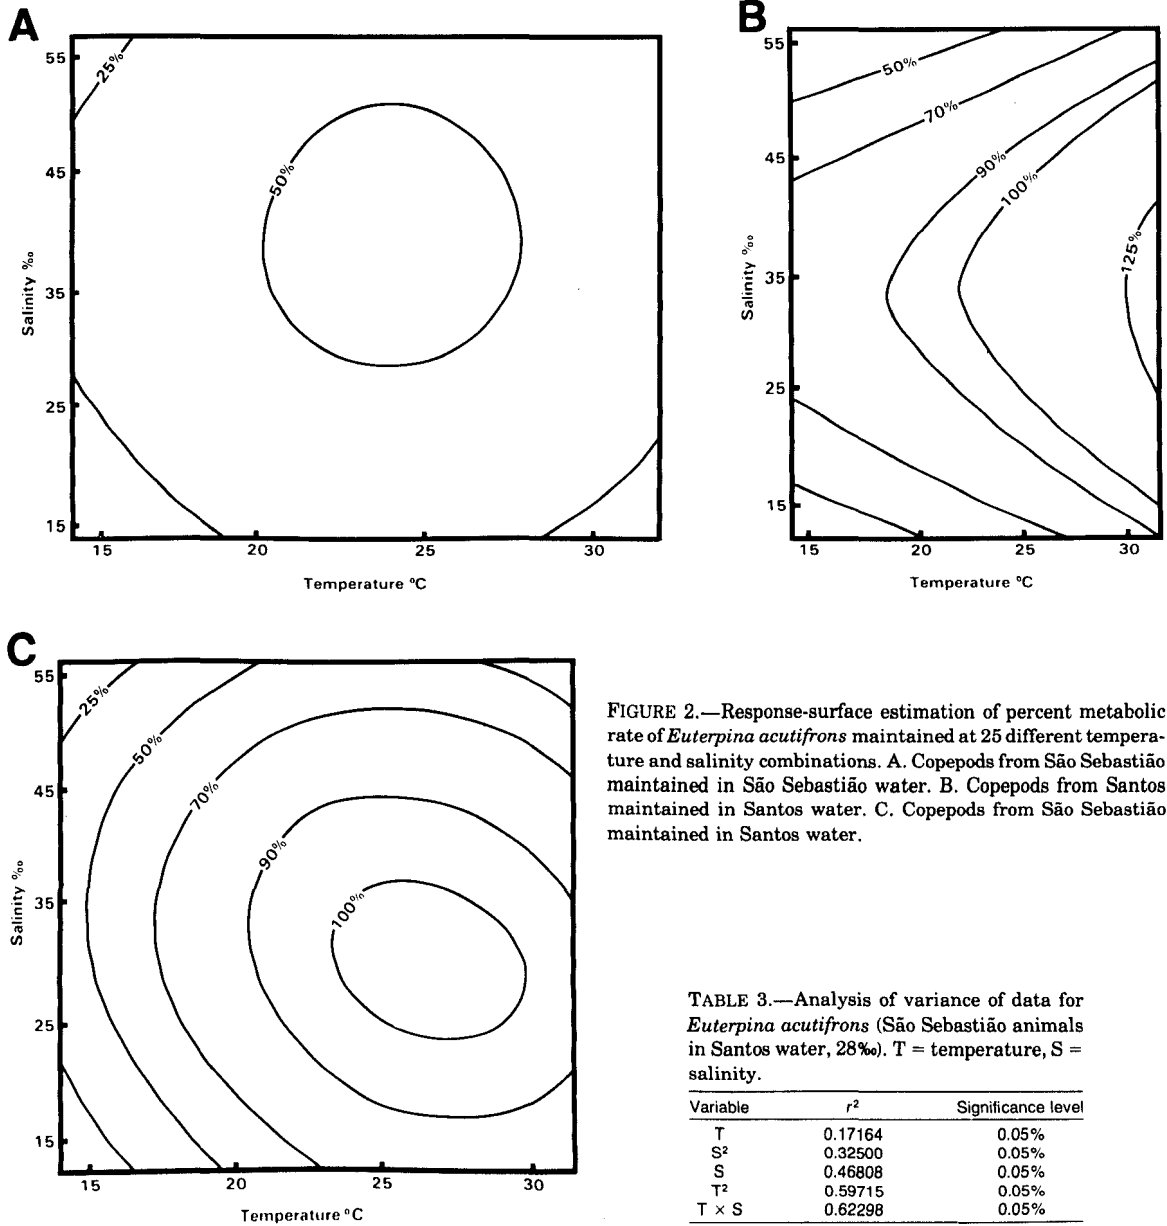 A
55
45
35
25
15
Salinity ‰
25%
50%
15 20 25 30
Temperature ºC
B
55
45
35
25
15
Salinity ‰
50%
70%
90%
100%
125%
15 20 25 30
Temperature ºC
C
55
45
35
25
15
Salinity ‰
25%
50%
70%
90%
100%
15 20 25 30
Temperature ºC
FIGURE 2.—Response-surface estimation of percent metabolic
rate of Euterpina acutifrons maintained at 25 different tempera-
ture and salinity combinations. A. Copepods from São Sebastião
maintained in São Sebastião water. B. Copepods from Santos
maintained in Santos water. C. Copepods from São Sebastião
maintained in Santos water.
TABLE 3.—Analysis of variance of data for
Euterpina acutifrons (São Sebastião animals
in Santos water, 28‰). T = temperature, S =
salinity.
Variable r² Significance level
T 0.17164 0.05%
S² 0.32500 0.05%
S 0.46808 0.05%
T² 0.59715 0.05%
T × S 0.62298 0.05%